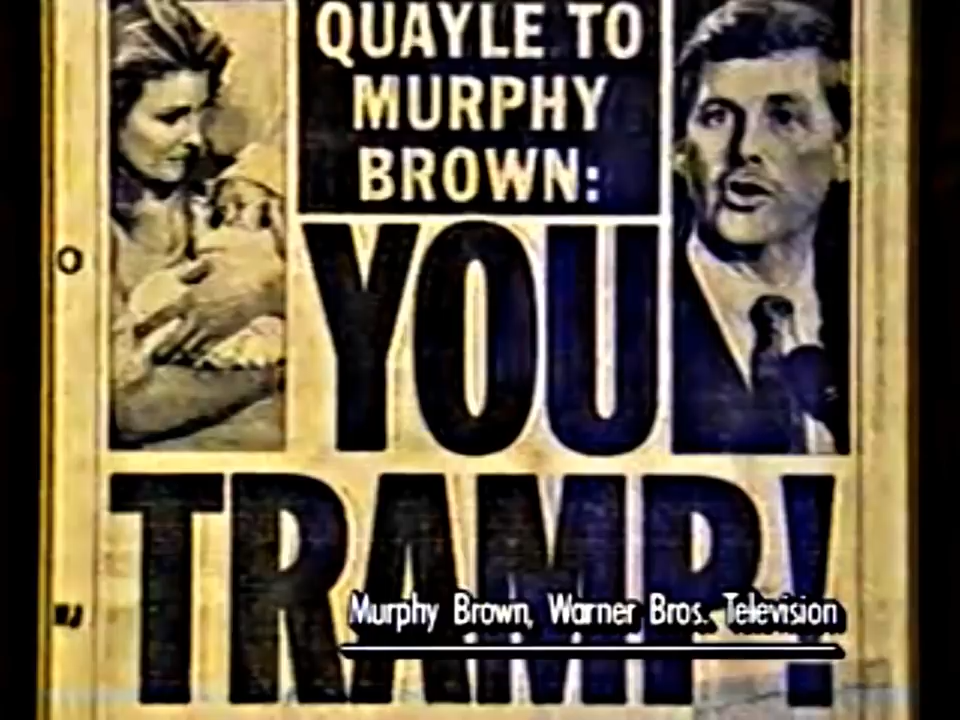 QUAYLE TO
MURPHY
BROWN:
YOU
TRAMP!
Murphy Brown, Warner Bros. Television